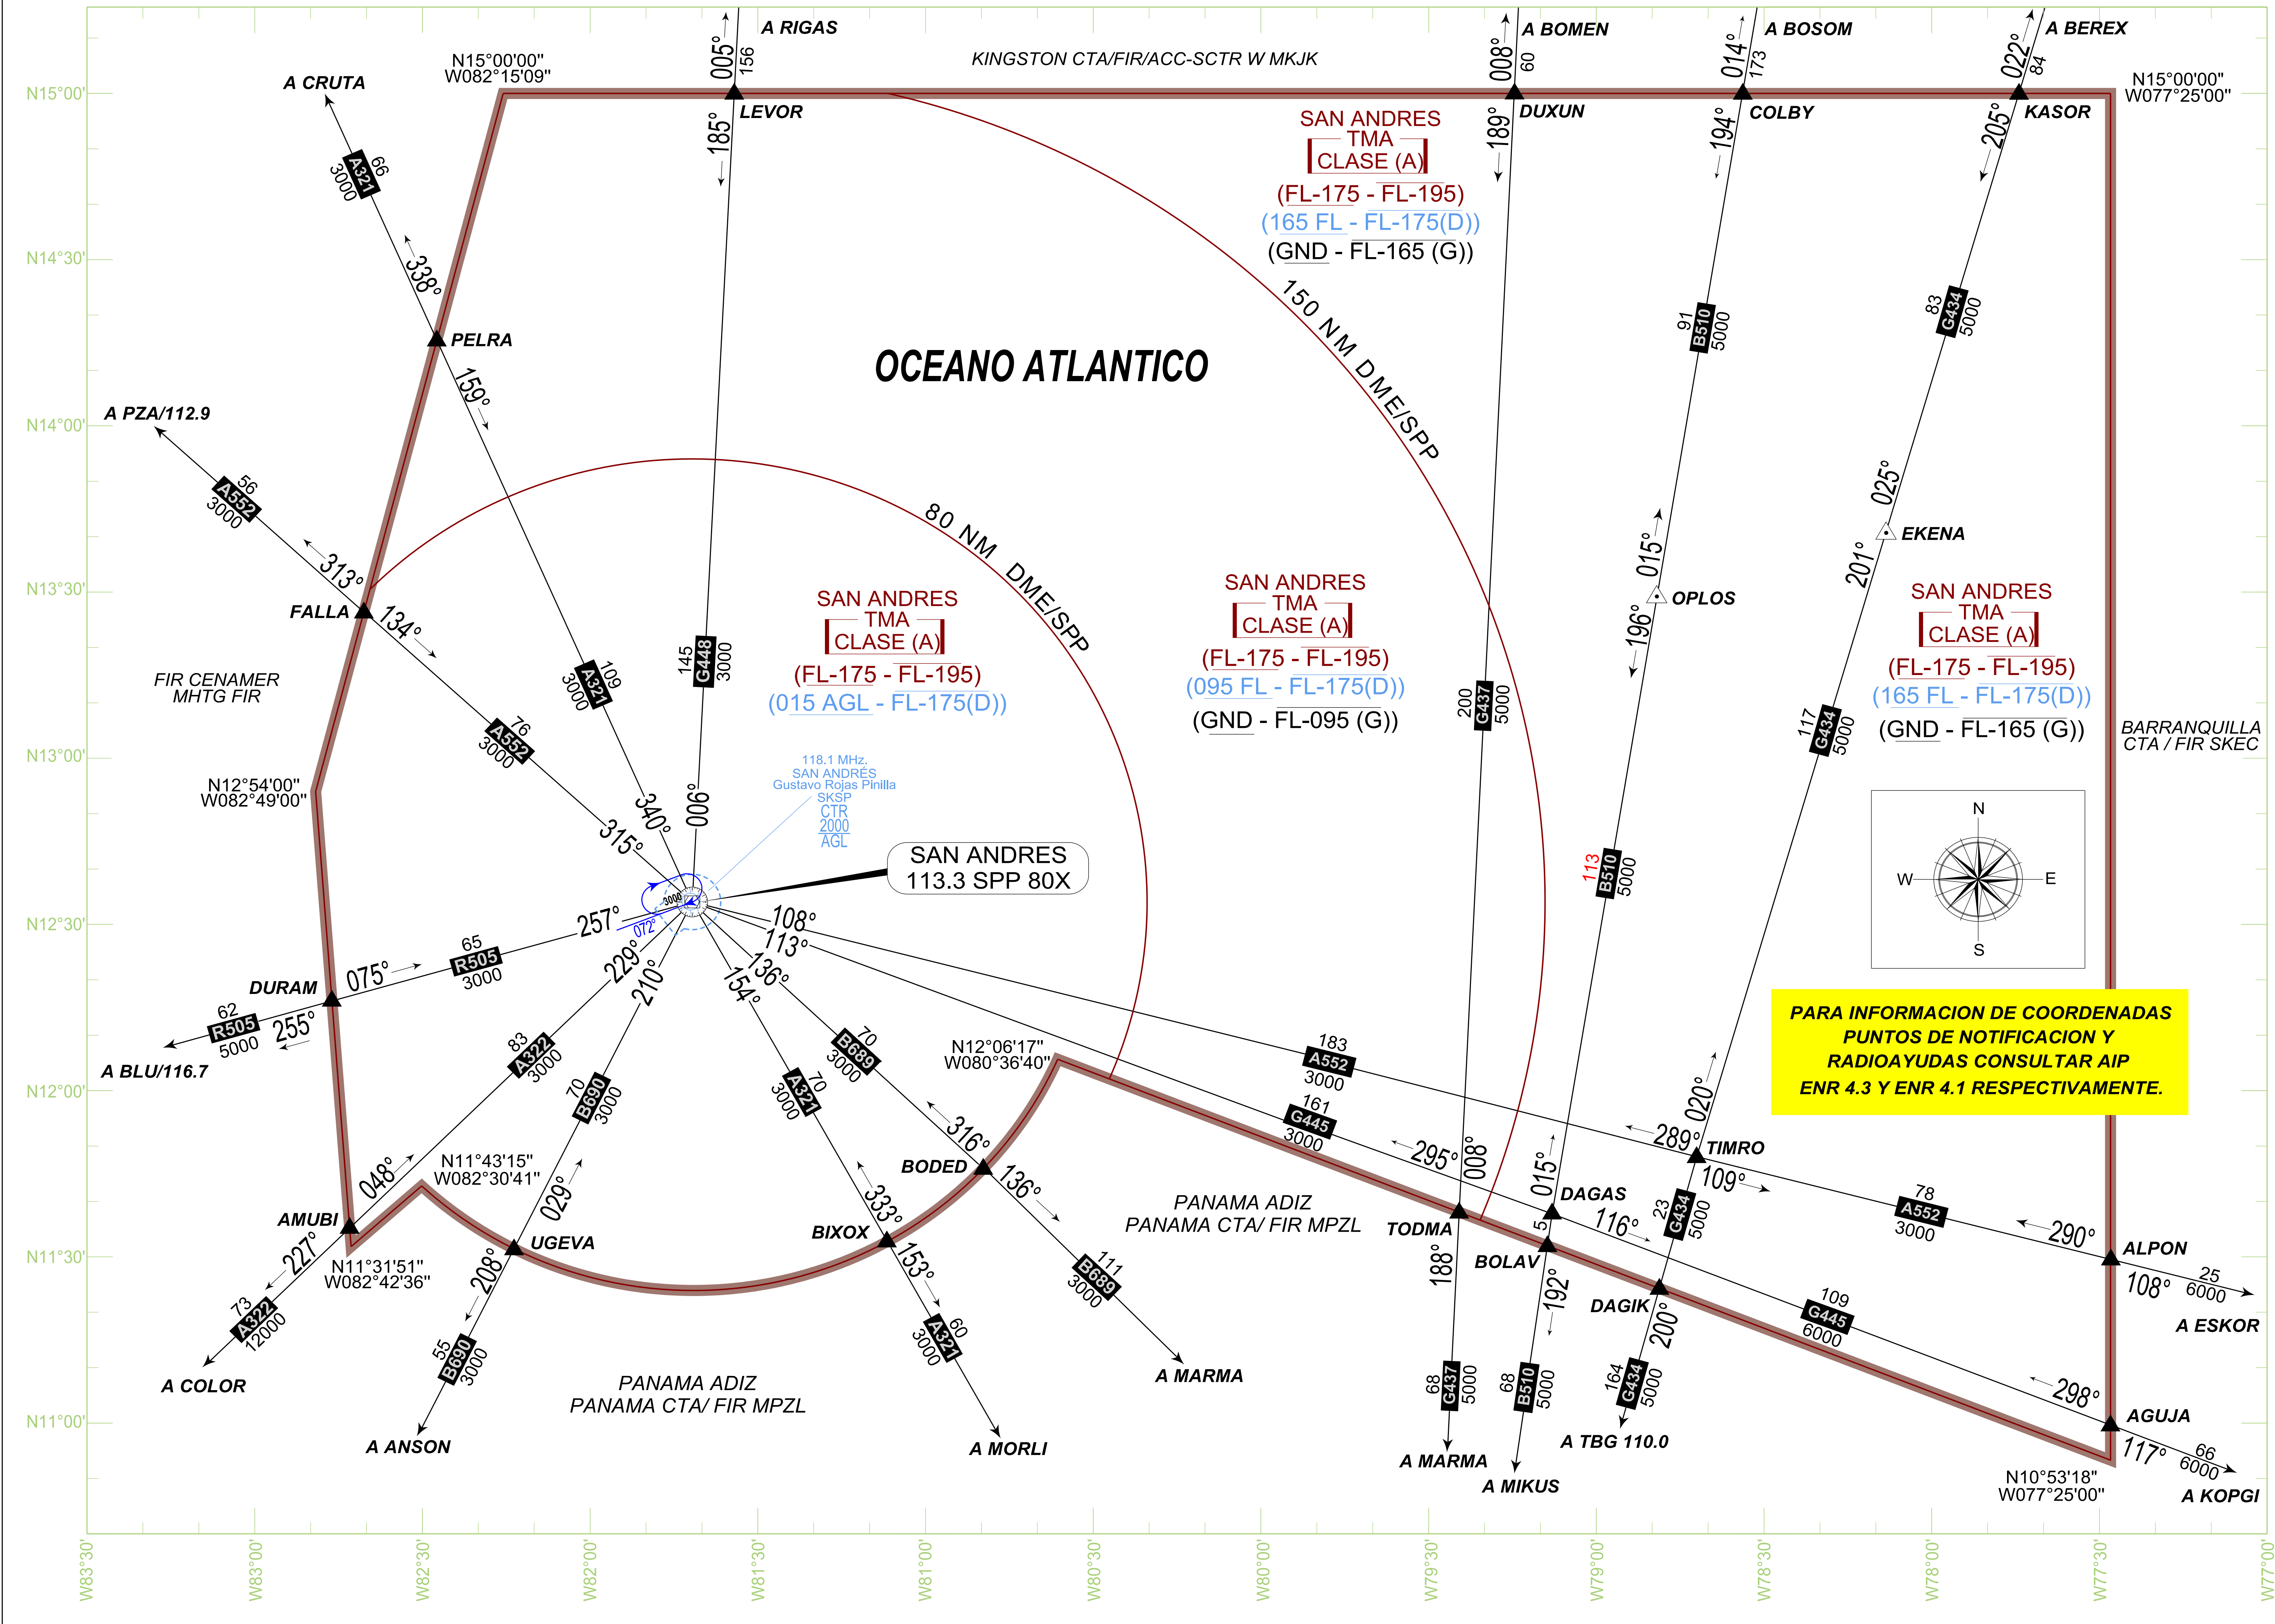 A RIGAS
A BOMEN
A BOSOM
A BEREX
005°
156
008°
60
014°
173
022°
84
KINGSTON CTA/FIR/ACC-SCTR W MKJK
N15°00'00"
W082°15'09"
N15°00'00"
W077°25'00"
A CRUTA
N15°00'
LEVOR
DUXUN
COLBY
KASOR
185°
189°
194°
205°
66
A321
3000
SAN ANDRES
TMA
CLASE (A)
(FL-175 - FL-195)
(165 FL - FL-175(D))
(GND - FL-165 (G))
N14°30'
338°
PELRA
159°
150 NM DME/SPP
OCEANO ATLANTICO
91
B510
5000
83
G434
5000
A PZA/112.9
N14°00'
56
A552
3000
313°
FALLA
134°
80 NM DME/SPP
025°
EKENA
201°
015°
OPLOS
196°
N13°30'
SAN ANDRES
TMA
CLASE (A)
(FL-175 - FL-195)
(015 AGL - FL-175(D))
SAN ANDRES
TMA
CLASE (A)
(FL-175 - FL-195)
(095 FL - FL-175(D))
(GND - FL-095 (G))
SAN ANDRES
TMA
CLASE (A)
(FL-175 - FL-195)
(165 FL - FL-175(D))
(GND - FL-165 (G))
FIR CENAMER
MHTG FIR
109
A321
3000
145
G448
3000
200
G437
5000
117
G434
5000
BARRANQUILLA
CTA / FIR SKEC
76
A552
3000
N13°00'
N12°54'00"
W082°49'00"
118.1 MHz.
SAN ANDRÉS
Gustavo Rojas Pinilla
SKSP
CTR
2000
AGL
340°
006°
315°
SAN ANDRES
113.3 SPP 80X
113
B510
5000
N
W
E
S
3000
N12°30'
257°
072°
229°
210°
154°
136°
113°
108°
65
R505
3000
075°
DURAM
62
R505
5000
255°
A BLU/116.7
PARA INFORMACION DE COORDENADAS
PUNTOS DE NOTIFICACION Y
RADIOAYUDAS CONSULTAR AIP
ENR 4.3 Y ENR 4.1 RESPECTIVAMENTE.
83
A322
3000
70
B690
3000
70
A321
3000
70
B689
3000
N12°06'17"
W080°36'40"
183
A552
3000
161
G445
3000
N12°00'
020°
289°
TIMRO
109°
295°
008°
015°
316°
BODED
136°
N11°43'15"
W082°30'41"
048°
029°
333°
AMUBI
UGEVA
BIXOX
227°
208°
153°
N11°31'51"
W082°42'36"
PANAMA ADIZ
PANAMA CTA/ FIR MPZL
TODMA
DAGAS
5
BOLAV
116°
188°
192°
23
G434
5000
78
A552
3000
290°
ALPON
108°
25
6000
A ESKOR
N11°30'
DAGIK
200°
109
G445
6000
11
B689
3000
A MARMA
73
A322
12000
A COLOR
55
B690
3000
A ANSON
60
A321
3000
A MORLI
PANAMA ADIZ
PANAMA CTA/ FIR MPZL
68
G437
5000
A MARMA
68
B510
5000
A MIKUS
164
G434
5000
A TBG 110.0
298°
AGUJA
117°
66
6000
A KOPGI
N11°00'
N10°53'18"
W077°25'00"
W83°30'
W83°00'
W82°30'
W82°00'
W81°30'
W81°00'
W80°30'
W80°00'
W79°30'
W79°00'
W78°30'
W78°00'
W77°30'
W77°00'